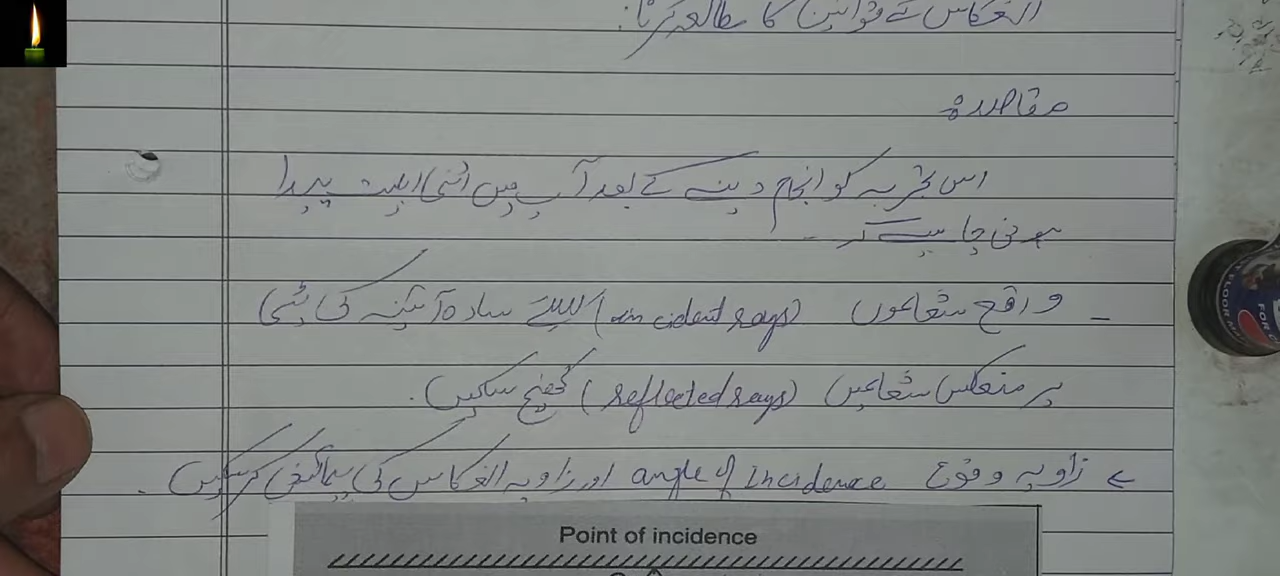 انعکاس کے قوانین کا مطالعہ کرنا:
مقاصد:
اس تجربہ کو انجام دینے کے بعد آپ میں اتنی اہلیت پیدا
ہونی چاہیے کہ
– واقع شعاعوں (incident rays) کیلئے سادہ آئینہ کی پٹی
پر منعکس شعاعیں (reflected rays) کھینچ سکیں.
زاویہ وقوع angle of Incidence اور زاویہ انعکاس کی پیمائش کر سکیں.
Point of incidence